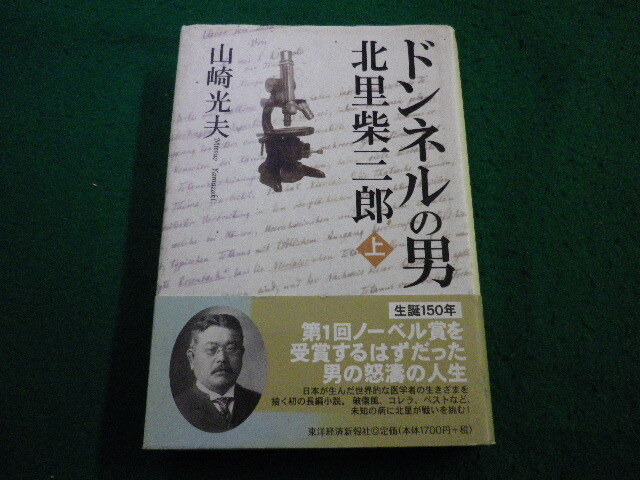 ドンネルの男
北里柴三郎
上
山崎光夫
Mitsuo Yamazaki
生誕150年
第1回ノーベル賞を
受賞するはずだった
男の怒濤の人生
日本が生んだ世界的な医学者の生きざまを
描く初の長編小説。破傷風、コレラ、ペストなど、
未知の病に北里が戦いを挑む!
東洋経済新報社◎定価(本体1700円+税)